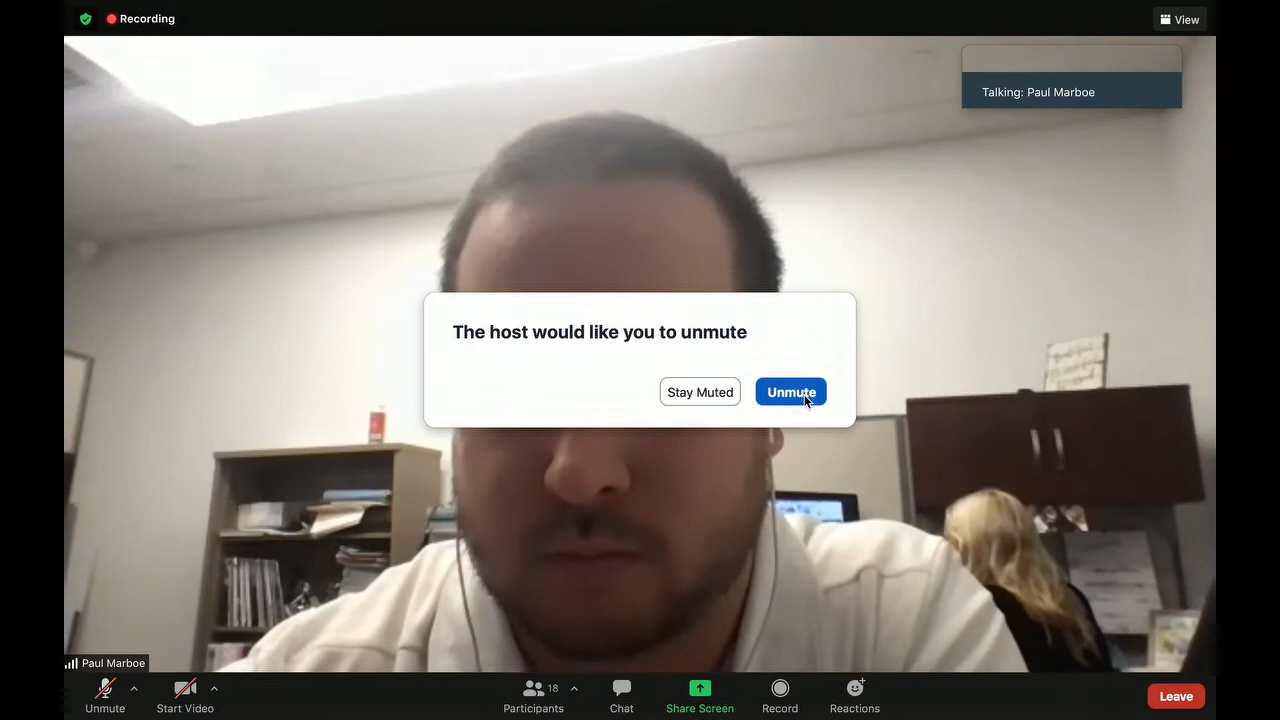 Recording
View
Talking: Paul Marboe
The host would like you to unmute
Stay Muted
Unmute
Paul Marboe
Unmute
Start Video
18
Participants
Chat
Share Screen
Record
Reactions
Leave